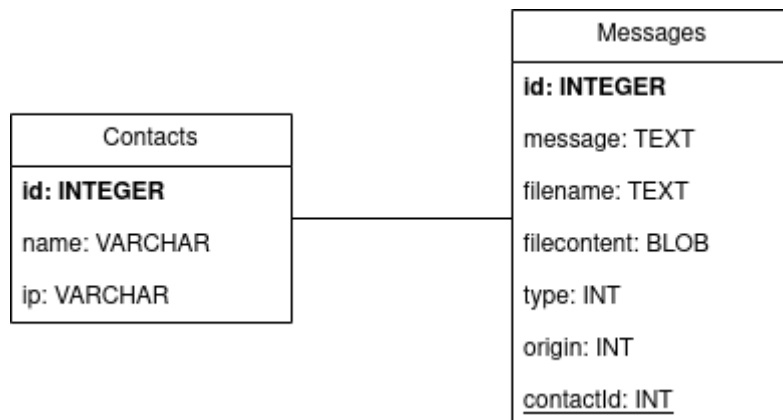 Contacts
id: INTEGER
name: VARCHAR
ip: VARCHAR
Messages
id: INTEGER
message: TEXT
filename: TEXT
filecontent: BLOB
type: INT
origin: INT
contactId: INT